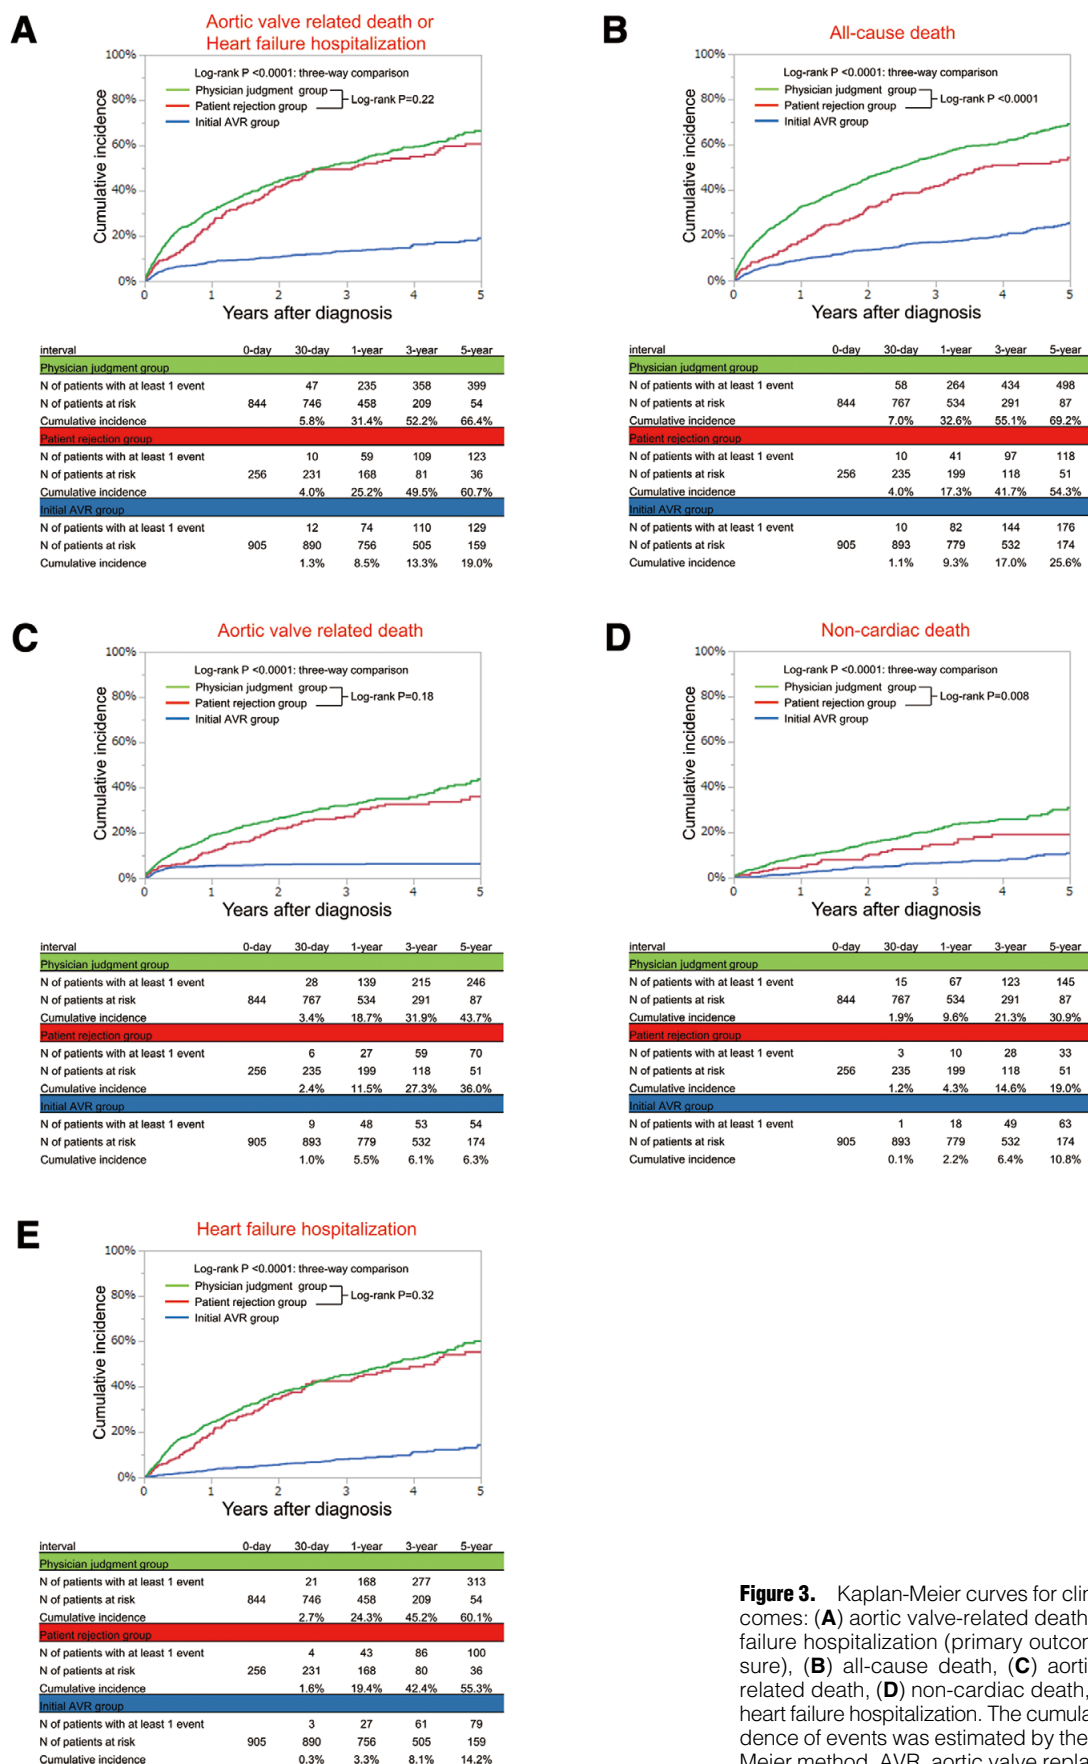 A
Aortic valve related death or
Heart failure hospitalization
100%
80%
60%
40%
20%
0%
Cumulative incidence
Log-rank P <0.0001: three-way comparison
Physician judgment group
Patient rejection group
Log-rank P=0.22
Initial AVR group
0 1 2 3 4 5
Years after diagnosis
interval 0-day 30-day 1-year 3-year 5-year
Physician judgment group
N of patients with at least 1 event 47 235 358 399
N of patients at risk 844 746 458 209 54
Cumulative incidence 5.8% 31.4% 52.2% 66.4%
Patient rejection group
N of patients with at least 1 event 10 59 109 123
N of patients at risk 256 231 168 81 36
Cumulative incidence 4.0% 25.2% 49.5% 60.7%
Initial AVR group
N of patients with at least 1 event 12 74 110 129
N of patients at risk 905 890 756 505 159
Cumulative incidence 1.3% 8.5% 13.3% 19.0%
B
All-cause death
100%
80%
60%
40%
20%
0%
Cumulative incidence
Log-rank P <0.0001: three-way comparison
Physician judgment group
Patient rejection group
Log-rank P <0.0001
Initial AVR group
0 1 2 3 4 5
Years after diagnosis
interval 0-day 30-day 1-year 3-year 5-year
Physician judgment group
N of patients with at least 1 event 58 264 434 498
N of patients at risk 844 767 534 291 87
Cumulative incidence 7.0% 32.6% 55.1% 69.2%
Patient rejection group
N of patients with at least 1 event 10 41 97 118
N of patients at risk 256 235 199 118 51
Cumulative incidence 4.0% 17.3% 41.7% 54.3%
Initial AVR group
N of patients with at least 1 event 10 82 144 176
N of patients at risk 905 893 779 532 174
Cumulative incidence 1.1% 9.3% 17.0% 25.6%
C
Aortic valve related death
100%
80%
60%
40%
20%
0%
Cumulative incidence
Log-rank P <0.0001: three-way comparison
Physician judgment group
Patient rejection group
Log-rank P=0.18
Initial AVR group
0 1 2 3 4 5
Years after diagnosis
interval 0-day 30-day 1-year 3-year 5-year
Physician judgment group
N of patients with at least 1 event 28 139 215 246
N of patients at risk 844 767 534 291 87
Cumulative incidence 3.4% 18.7% 31.9% 43.7%
Patient rejection group
N of patients with at least 1 event 6 27 59 70
N of patients at risk 256 235 199 118 51
Cumulative incidence 2.4% 11.5% 27.3% 36.0%
Initial AVR group
N of patients with at least 1 event 9 48 53 54
N of patients at risk 905 893 779 532 174
Cumulative incidence 1.0% 5.5% 6.1% 6.3%
D
Non-cardiac death
100%
80%
60%
40%
20%
0%
Cumulative incidence
Log-rank P <0.0001: three-way comparison
Physician judgment group
Patient rejection group
Log-rank P=0.008
Initial AVR group
0 1 2 3 4 5
Years after diagnosis
interval 0-day 30-day 1-year 3-year 5-year
Physician judgment group
N of patients with at least 1 event 15 67 123 145
N of patients at risk 844 767 534 291 87
Cumulative incidence 1.9% 9.6% 21.3% 30.9%
Patient rejection group
N of patients with at least 1 event 3 10 28 33
N of patients at risk 256 235 199 118 51
Cumulative incidence 1.2% 4.3% 14.6% 19.0%
Initial AVR group
N of patients with at least 1 event 1 18 49 63
N of patients at risk 905 893 779 532 174
Cumulative incidence 0.1% 2.2% 6.4% 10.8%
E
Heart failure hospitalization
100%
80%
60%
40%
20%
0%
Cumulative incidence
Log-rank P <0.0001: three-way comparison
Physician judgment group
Patient rejection group
Log-rank P=0.32
Initial AVR group
0 1 2 3 4 5
Years after diagnosis
interval 0-day 30-day 1-year 3-year 5-year
Physician judgment group
N of patients with at least 1 event 21 168 277 313
N of patients at risk 844 746 458 209 54
Cumulative incidence 2.7% 24.3% 45.2% 60.1%
Patient rejection group
N of patients with at least 1 event 4 43 86 100
N of patients at risk 256 231 168 80 36
Cumulative incidence 1.6% 19.4% 42.4% 55.3%
Initial AVR group
N of patients with at least 1 event 3 27 61 79
N of patients at risk 905 890 756 505 159
Cumulative incidence 0.3% 3.3% 8.1% 14.2%
Figure 3. Kaplan-Meier curves for clin
comes: (A) aortic valve-related death
failure hospitalization (primary outcor
sure), (B) all-cause death, (C) aorti
related death, (D) non-cardiac death,
heart failure hospitalization. The cumula
dence of events was estimated by the
Meier method. AVR, aortic valve repla